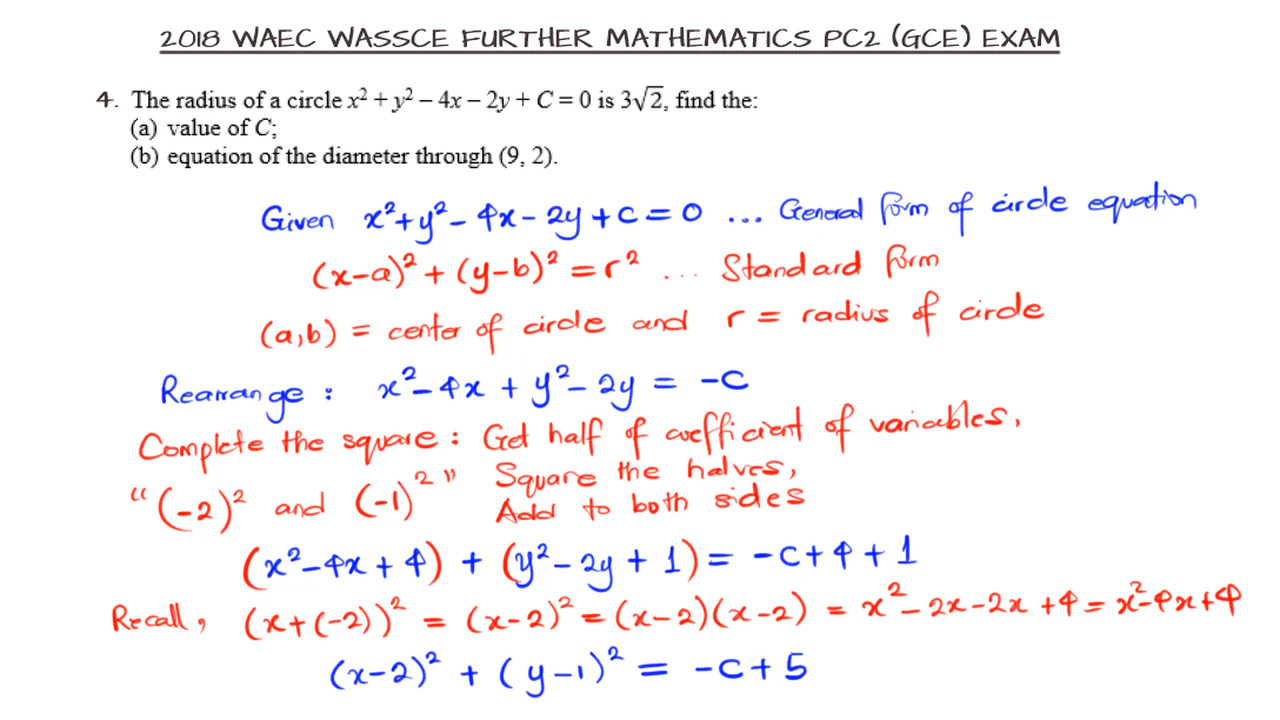 2018 WAEC WASSCE FURTHER MATHEMATICS PC2 (GCE) EXAM
4. The radius of a circle x² + y² – 4x – 2y + C = 0 is 3√2, find the:
(a) value of C;
(b) equation of the diameter through (9, 2).
Given x²+y²– 4x – 2y + c = 0 ... General form of circle equation
(x–a)² + (y–b)² = r² ... Standard form
(a,b) = center of circle and r = radius of circle
Rearrange : x²– 4x + y²– 2y = –c
Complete the square : Get half of coefficient of variables,
“(–2)² and (–1)²” Square the halves,
Add to both sides
(x²–4x + 4) + (y²– 2y + 1) = –c + 4 + 1
Recall, (x+(–2))² = (x–2)² = (x–2)(x–2) = x²– 2x – 2x + 4 = x²–4x+4
(x–2)² + (y–1)² = –c + 5